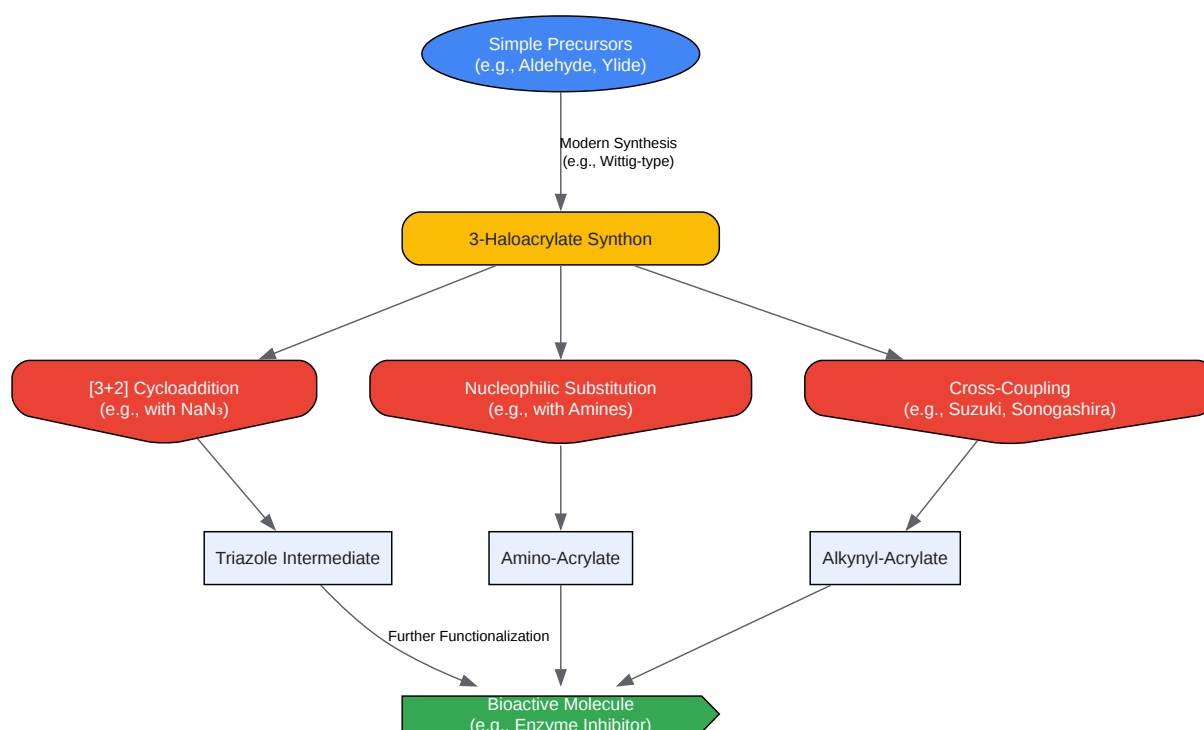 Simple Precursors
(e.g., Aldehyde, Ylide)
Modern Synthesis
(e.g., Wittig-type)
3-Haloacrylate Synthon
[3+2] Cycloaddition
(e.g., with NaN₃)
Nucleophilic Substitution
(e.g., with Amines)
Cross-Coupling
(e.g., Suzuki, Sonogashira)
Triazole Intermediate
Amino-Acrylate
Alkynyl-Acrylate
Further Functionalization
Bioactive Molecule
(e.g., Enzyme Inhibitor)